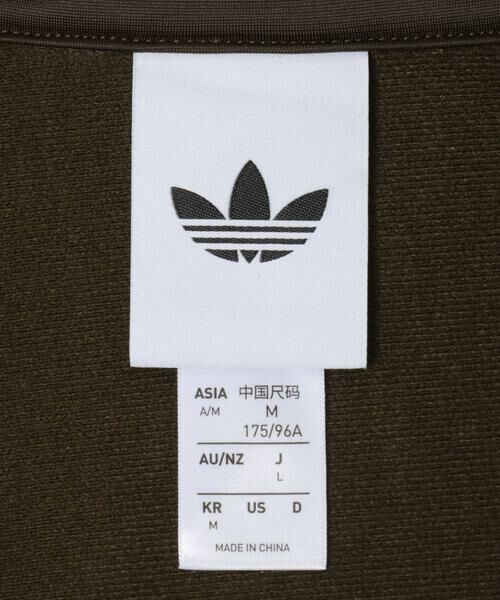 ASIA 中国尺码
A/M M
175/96A
AU/NZ J
L
KR US D
M
MADE IN CHINA